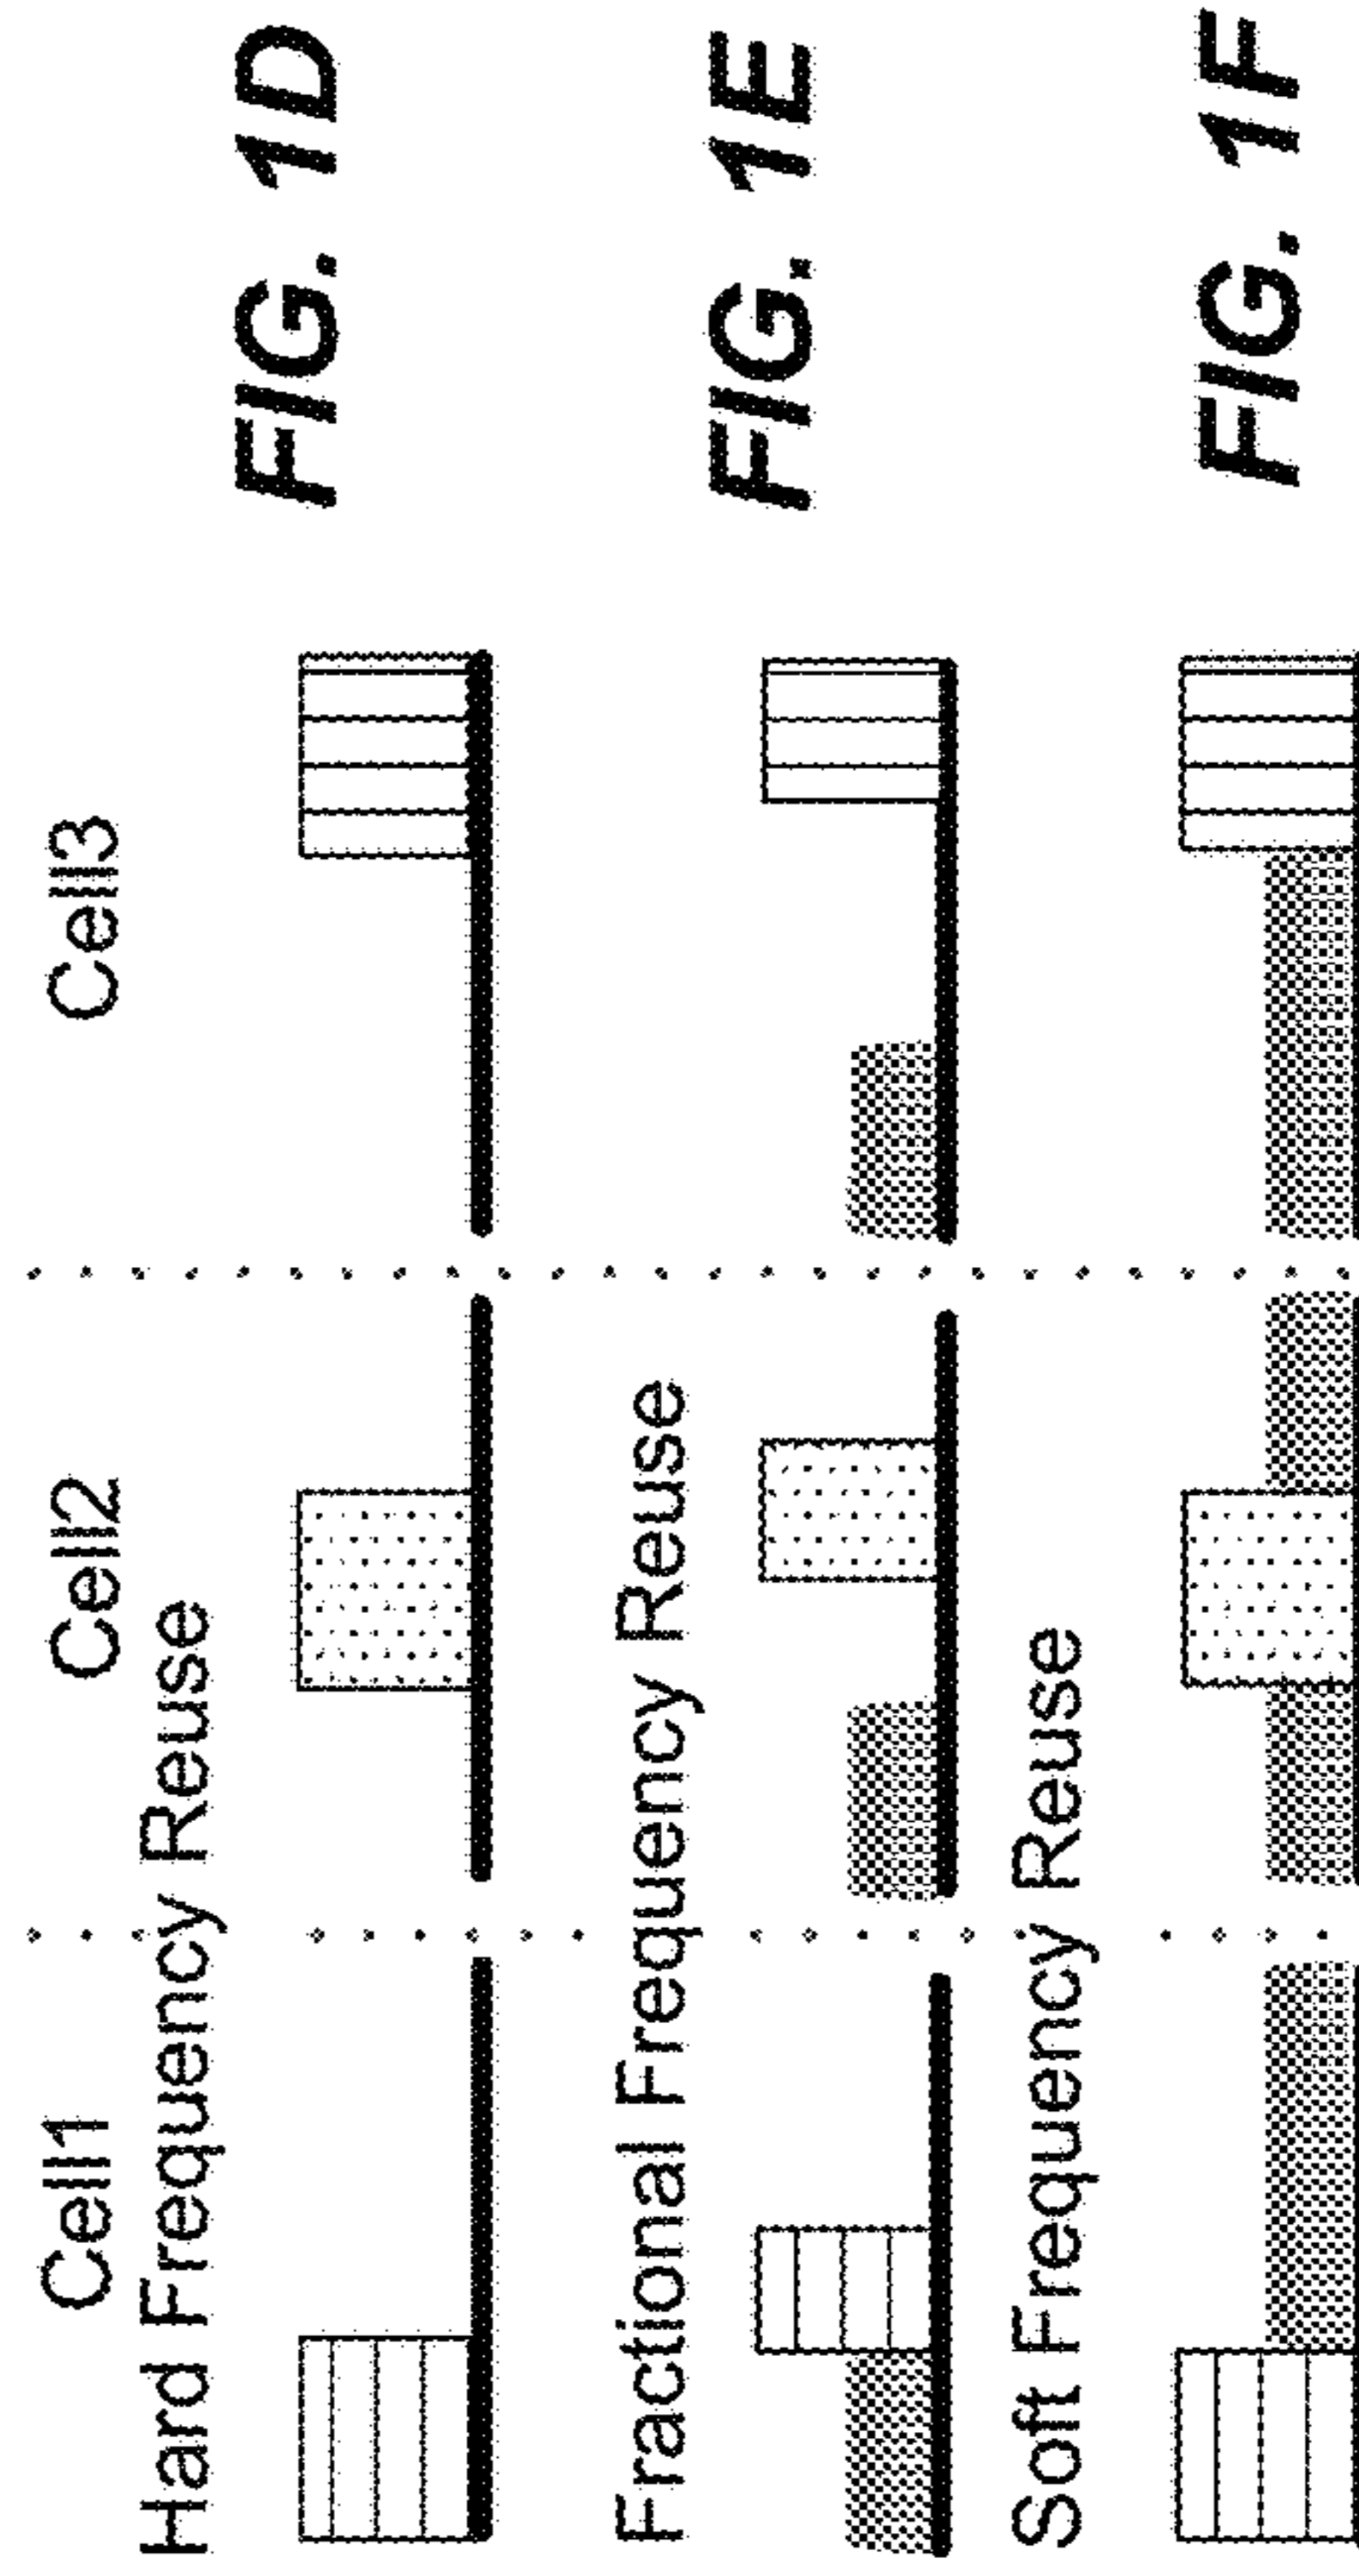 Cell1 Cell2 Cell3
Hard Frequency Reuse
FIG. 1D
Fractional Frequency Reuse
FIG. 1E
Soft Frequency Reuse
FIG. 1F